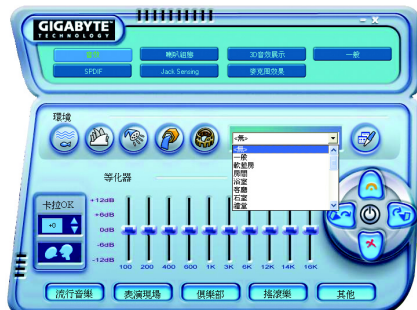 GIGABYTE
TECHNOLOGY
喇叭組態
3D音效展示
一般
SPDIF
Jack Sensing
麥克風效果
環境
<無>
<無>
一般
軟墊房
房間
浴室
客廳
石室
禮堂
等化器
卡拉OK
+0
+12dB
+6dB
0dB
-6dB
-12dB
100 200 400 600 1K 3K 6K 12K 14K 16K
流行音樂
表演現場
俱樂部
搖滾樂
其他